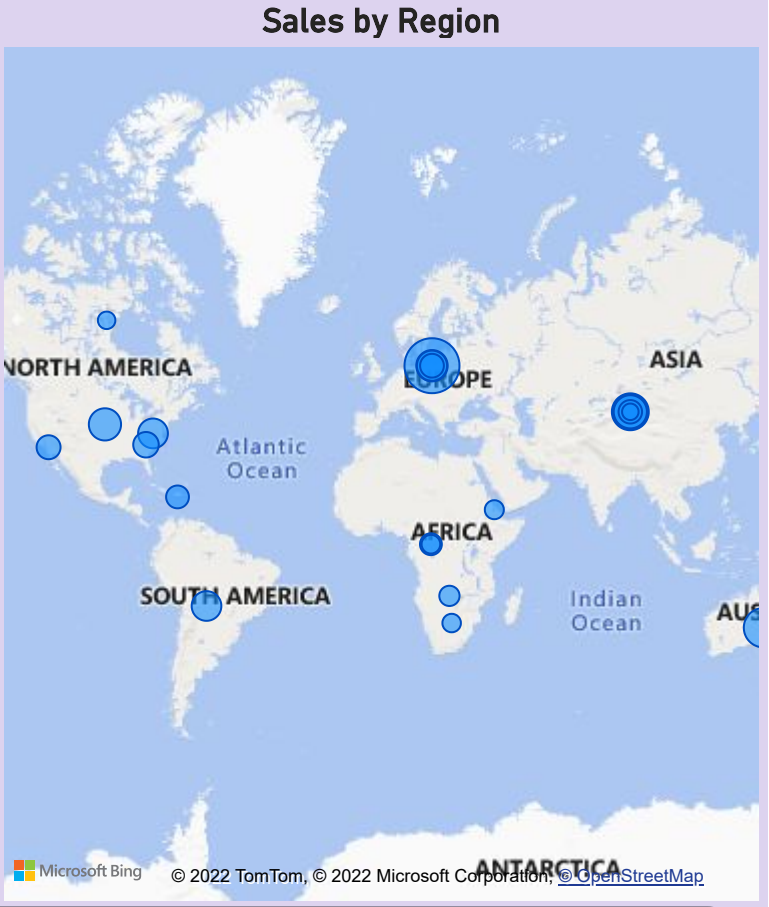 Sales by Region
NORTH AMERICA
EUROPE
ASIA
Atlantic
Ocean
AFRICA
SOUTH AMERICA
Indian
Ocean
AUS
ANTARCTICA
Microsoft Bing
© 2022 TomTom, © 2022 Microsoft Corporation, © OpenStreetMap